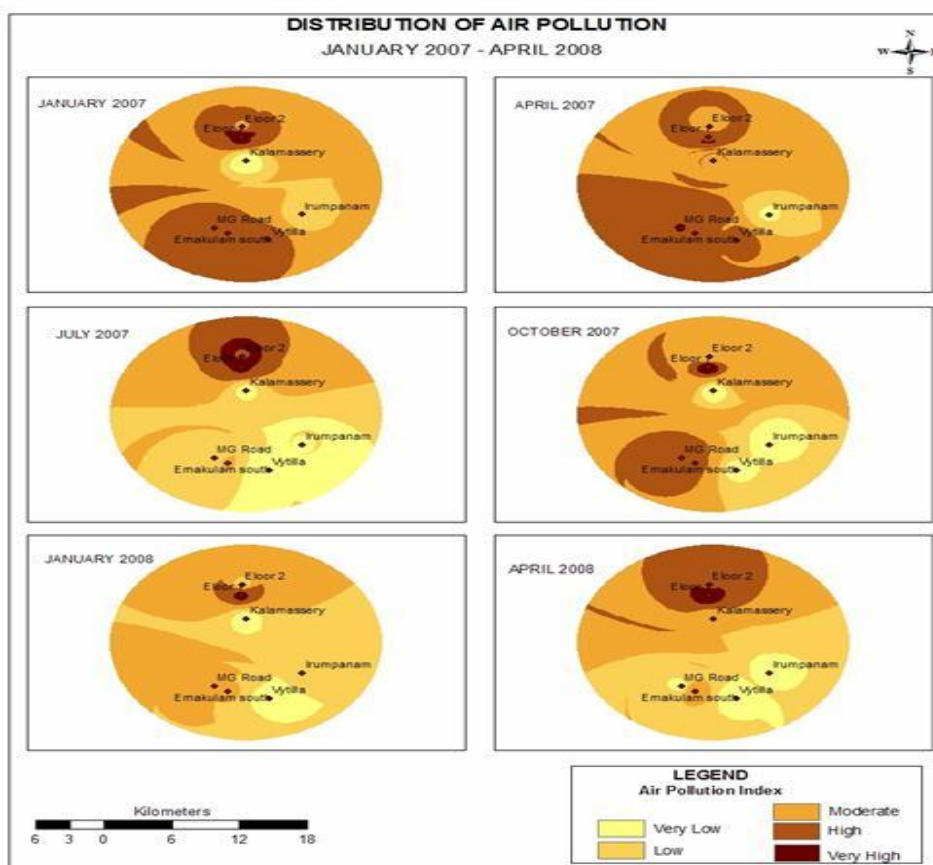 DISTRIBUTION OF AIR POLLUTION
JANUARY 2007 - APRIL 2008
N
W
S
JANUARY 2007
Eloor 2
Eloor
Kalamassery
Irumpanam
MG Road
Ernakulam south
Vytilla
APRIL 2007
Eloor 2
Eloor
Kalamassery
Irumpanam
MG Road
Ernakulam south
Vytilla
JULY 2007
Eloor 2
Eloor
Kalamassery
Irumpanam
MG Road
Ernakulam south
Vytilla
OCTOBER 2007
Eloor 2
Eloor
Kalamassery
Irumpanam
MG Road
Ernakulam south
Vytilla
JANUARY 2008
Eloor 2
Eloor
Kalamassery
Irumpanam
MG Road
Ernakulam south
Vytilla
APRIL 2008
Eloor 2
Eloor
Kalamassery
Irumpanam
MG Road
Ernakulam south
Vytilla
Kilometers
6 3 0 6 12 18
LEGEND
Air Pollution Index
Very Low
Low
Moderate
High
Very High